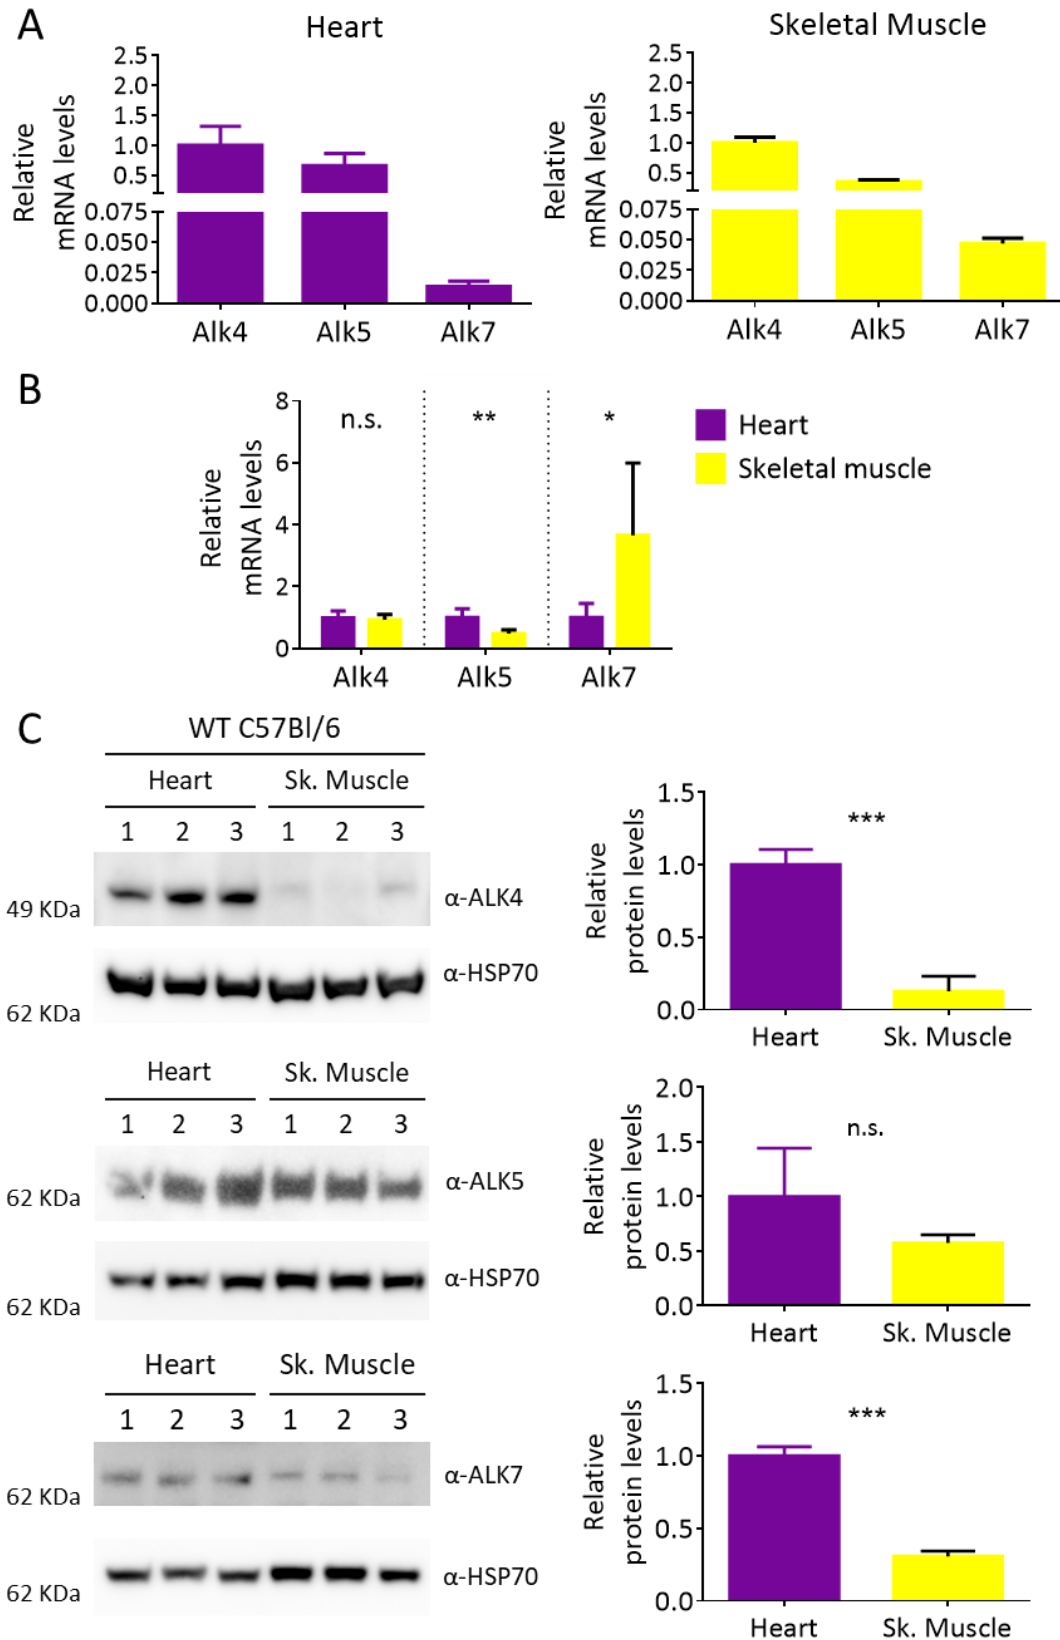 A
Heart
Relative
mRNA levels
2.5
2.0
1.5
1.0
0.5
0.075
0.050
0.025
0.000
Alk4 Alk5 Alk7
Skeletal Muscle
Relative
mRNA levels
2.5
2.0
1.5
1.0
0.5
0.075
0.050
0.025
0.000
Alk4 Alk5 Alk7
B
Relative
mRNA levels
8
6
4
2
0
n.s. ** *
Alk4 Alk5 Alk7
Heart
Skeletal muscle
C
WT C57Bl/6
Heart Sk. Muscle
1 2 3 1 2 3
49 KDa
α-ALK4
α-HSP70
62 KDa
Relative
protein levels
1.5
1.0
0.5
0.0
***
Heart Sk. Muscle
Heart Sk. Muscle
1 2 3 1 2 3
62 KDa
α-ALK5
α-HSP70
62 KDa
Relative
protein levels
2.0
1.5
1.0
0.5
0.0
n.s.
Heart Sk. Muscle
Heart Sk. Muscle
1 2 3 1 2 3
62 KDa
α-ALK7
α-HSP70
62 KDa
Relative
protein levels
1.5
1.0
0.5
0.0
***
Heart Sk. Muscle